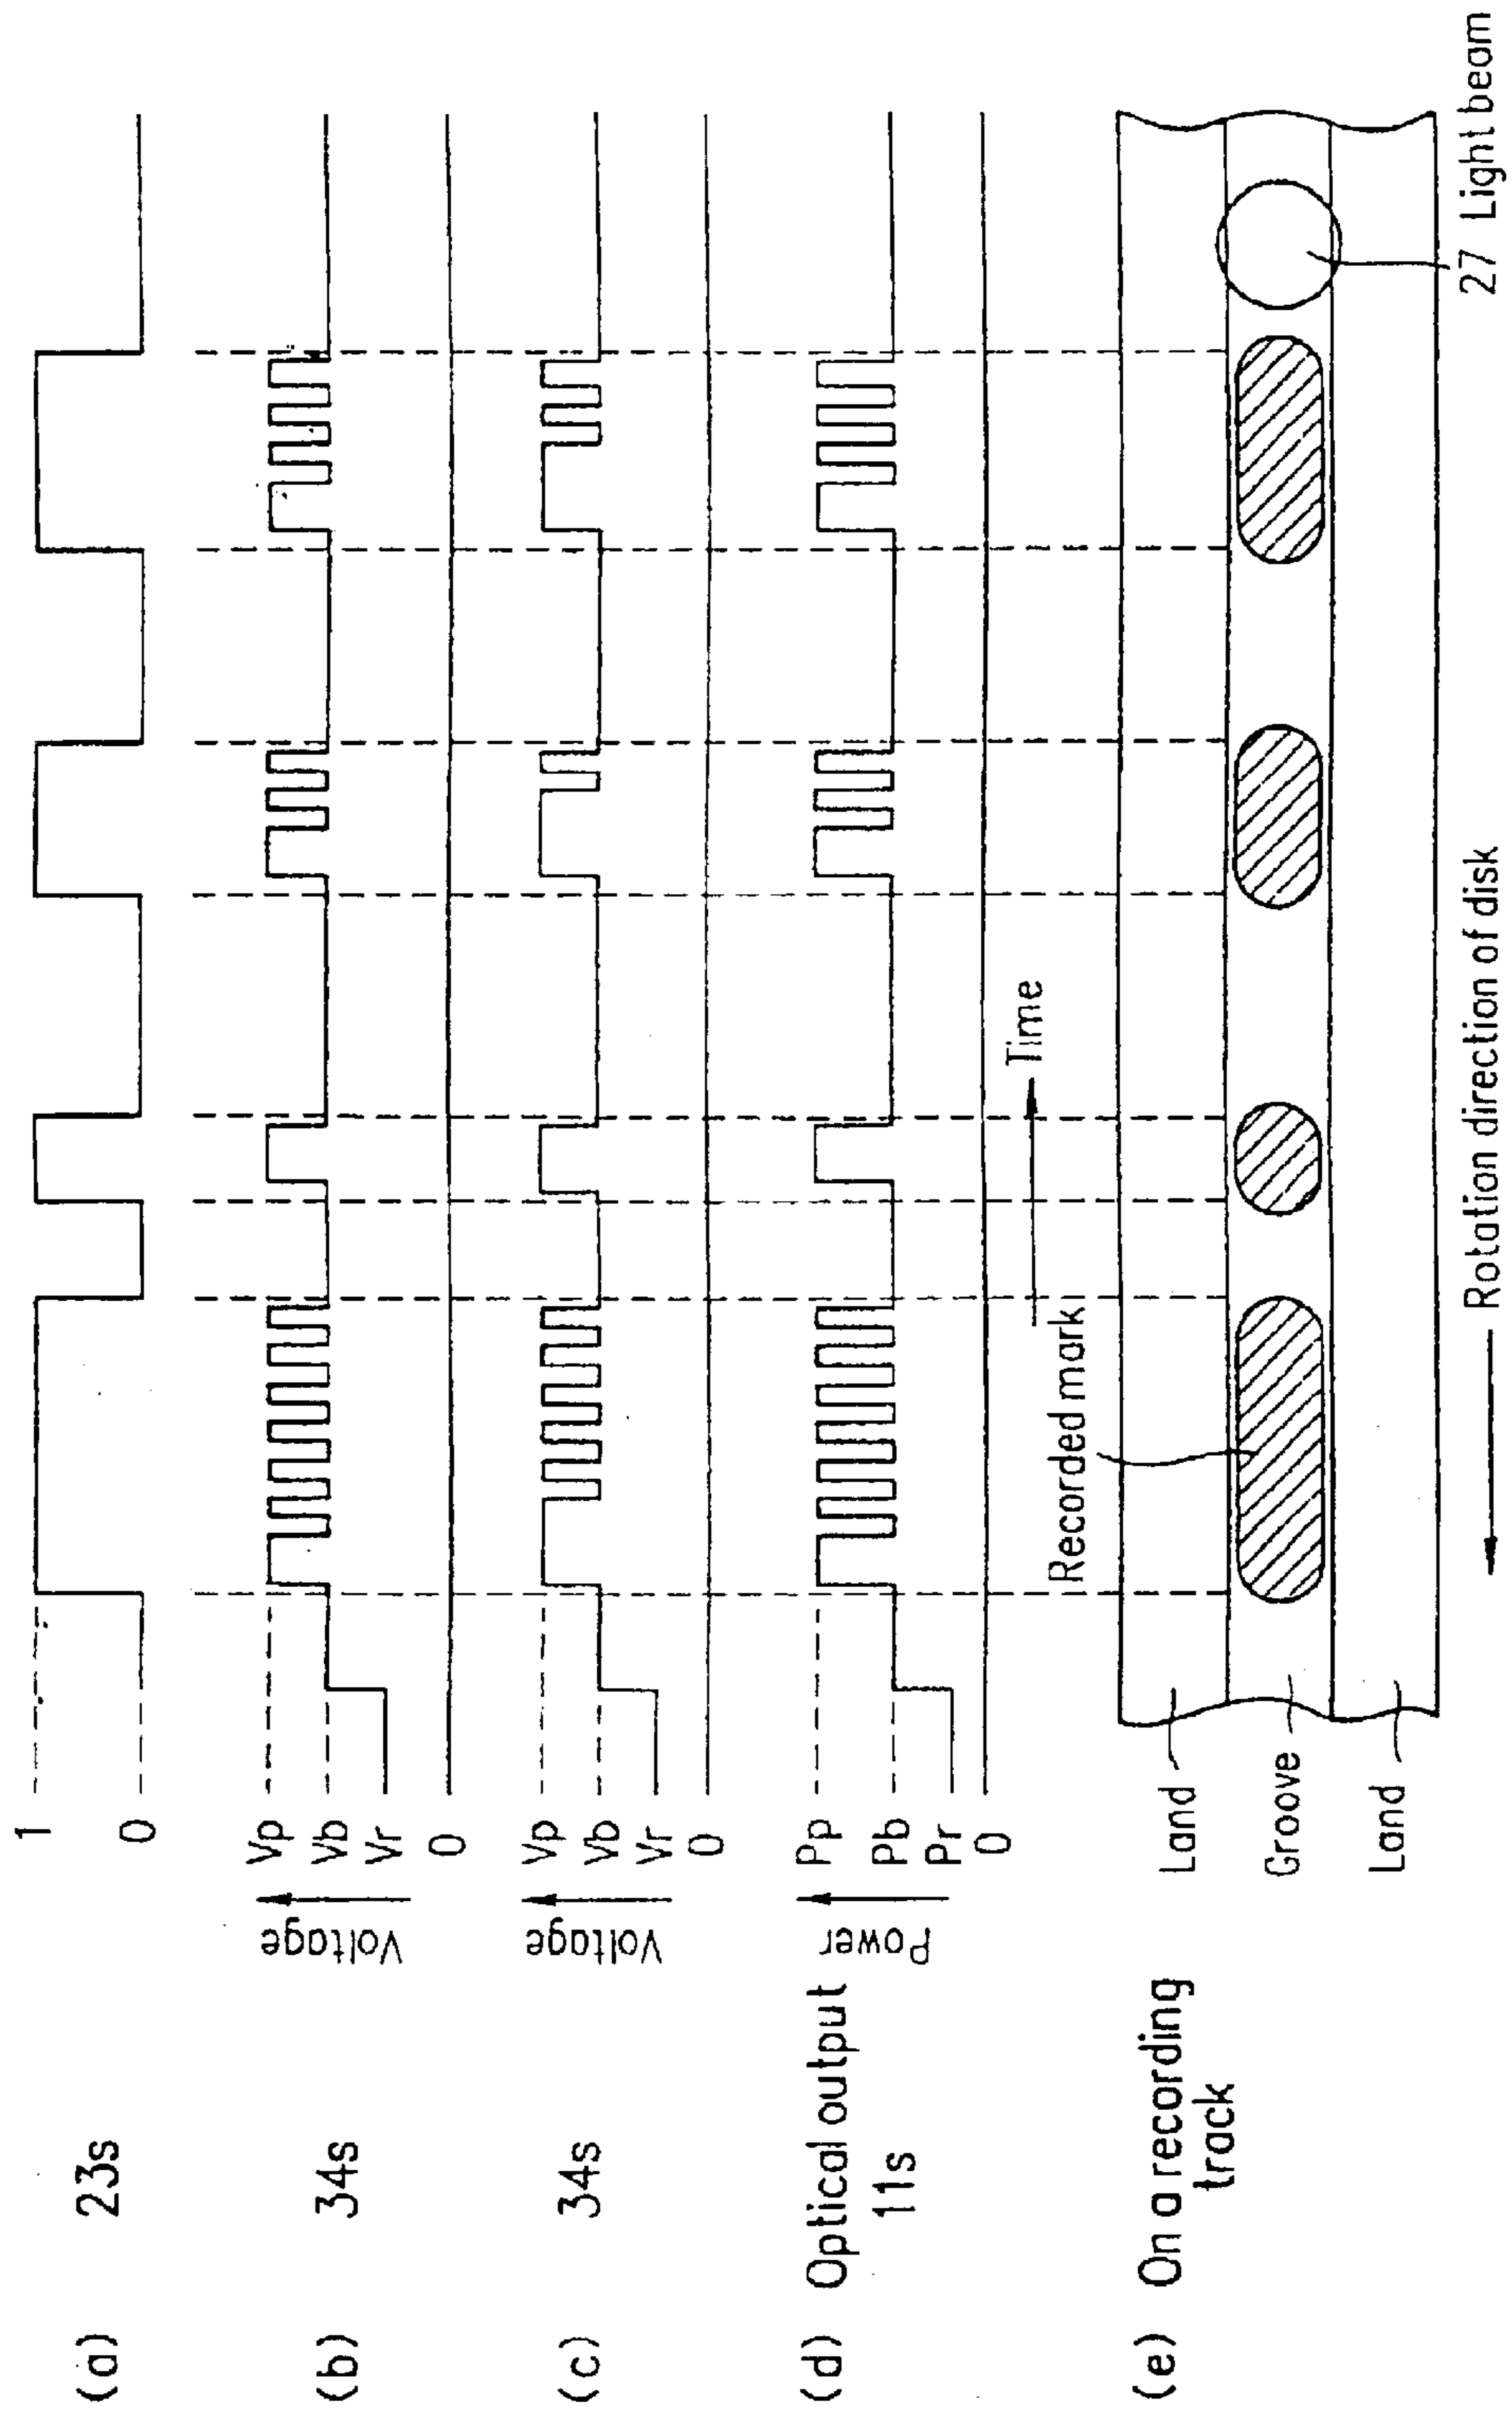 (a) 23s
1
0
(b) 34s
Voltage
Vp
Vb
Vr
0
(c) 34s
Voltage
Vp
Vb
Vr
0
(d) Optical output
11s
Power
Pp
Pb
Pr
0
Time
(e) On a recording
track
Recorded mark
Land
Groove
Land
Rotation direction of disk
27 Light beam